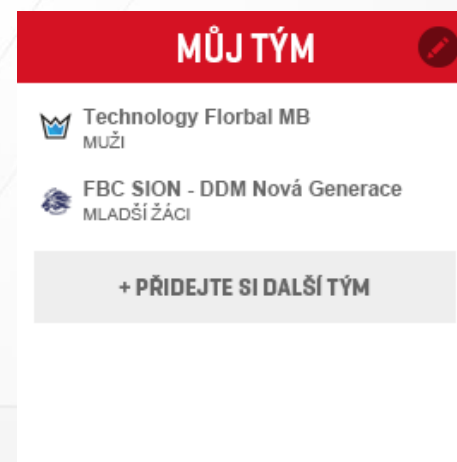 MŮJ TÝM
Technology Florbal MB
MUŽI
FBC SION - DDM Nová Generace
MLADŠÍ ŽÁCI
+ PŘIDEJTE SI DALŠÍ TÝM